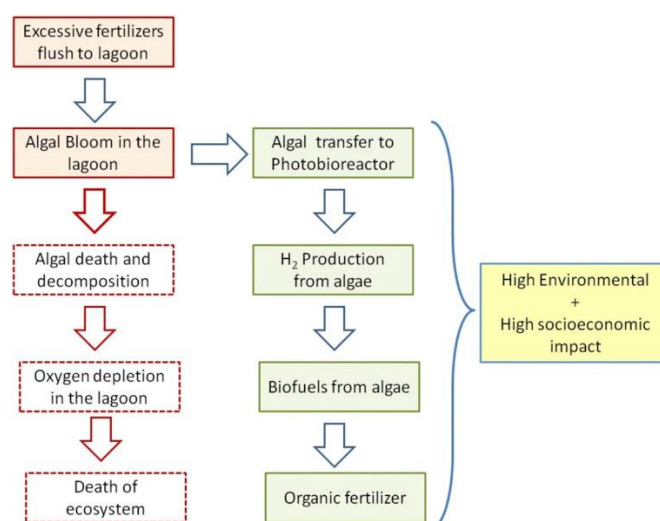 Excessive fertilizers
flush to lagoon
Algal Bloom in the
lagoon
Algal death and
decomposition
Oxygen depletion
in the lagoon
Death of
ecosystem
Algal transfer to
Photobioreactor
H₂ Production
from algae
Biofuels from algae
Organic fertilizer
High Environmental
+
High socioeconomic
impact